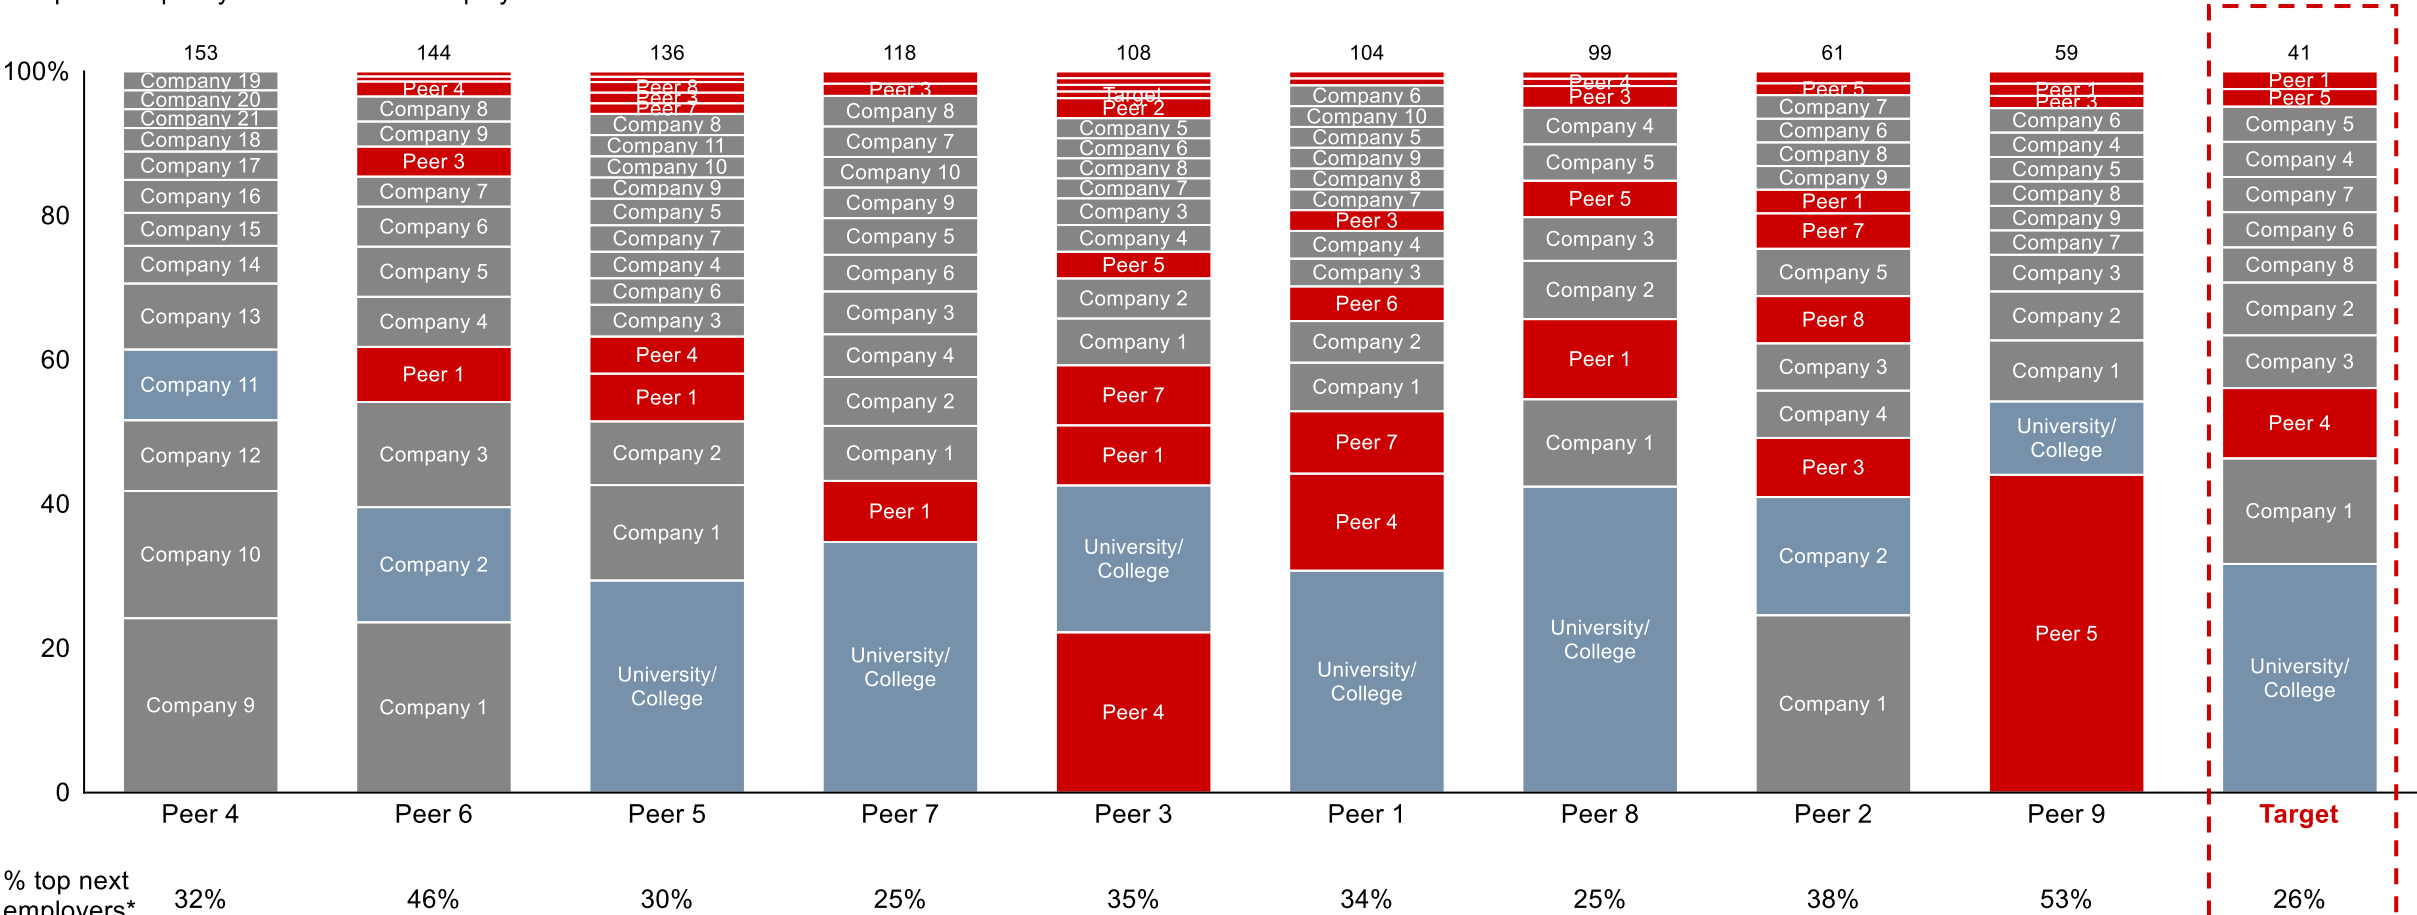 153
144
136
118
108
104
99
61
59
41
100%
80
60
40
20
0
Company 19
Company 20
Company 21
Company 18
Company 17
Company 16
Company 15
Company 14
Company 13
Company 11
Company 12
Company 10
Company 9
Peer 4
Peer 4
Company 8
Company 9
Peer 3
Company 7
Company 6
Company 5
Company 4
Peer 1
Company 3
Company 2
Company 1
Peer 6
Peer 8
Peer 3
Peer 7
Company 8
Company 11
Company 10
Company 9
Company 5
Company 7
Company 4
Company 6
Company 3
Peer 4
Peer 1
Company 2
Company 1
University/
College
Peer 5
Peer 3
Company 8
Company 7
Company 10
Company 9
Company 5
Company 6
Company 3
Company 4
Company 2
Company 1
Peer 1
University/
College
Peer 7
Target
Peer 2
Company 5
Company 6
Company 8
Company 7
Company 3
Company 4
Peer 5
Company 2
Company 1
Peer 7
Peer 1
University/
College
Peer 4
Peer 3
Company 6
Company 10
Company 5
Company 9
Company 8
Company 7
Peer 3
Company 4
Company 3
Peer 6
Company 2
Company 1
Peer 7
Peer 4
University/
College
Peer 1
Peer 4
Peer 3
Company 4
Company 5
Peer 5
Company 3
Company 2
Peer 1
Company 1
University/
College
Peer 8
Peer 5
Company 7
Company 6
Company 8
Company 9
Peer 1
Peer 7
Company 5
Peer 8
Company 3
Company 4
Peer 3
Company 2
Company 1
Peer 2
Peer 1
Peer 3
Company 6
Company 4
Company 5
Company 8
Company 9
Company 7
Company 3
Company 2
Company 1
University/
College
Peer 5
Peer 9
Peer 1
Peer 5
Company 5
Company 4
Company 7
Company 6
Company 8
Company 2
Company 3
Peer 4
Company 1
University/
College
Target
% top next
employers*
32%
46%
30%
25%
35%
34%
25%
38%
53%
26%